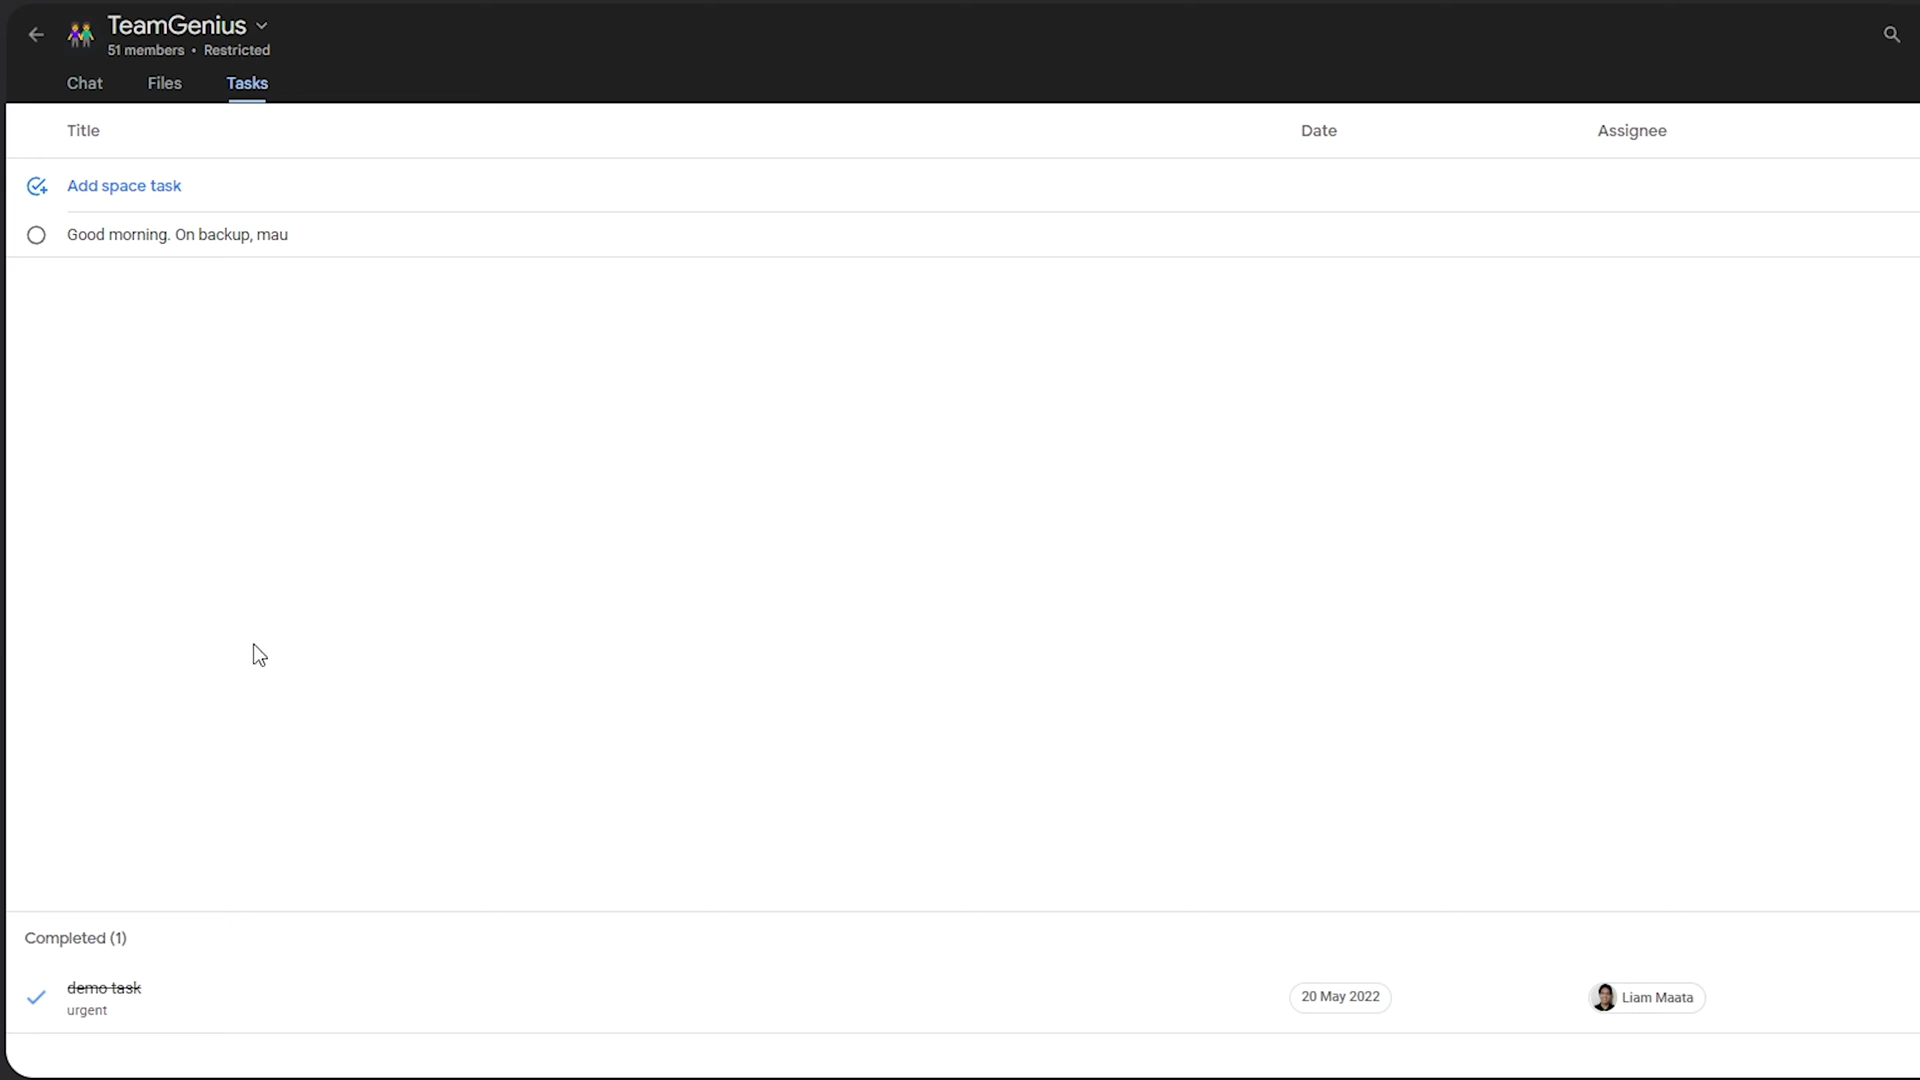 TeamGenius
51 members • Restricted
Chat Files Tasks
Title Date Assignee
Add space task
Good morning. On backup, mau
Completed (1)
demo task 20 May 2022 Liam Maata
urgent